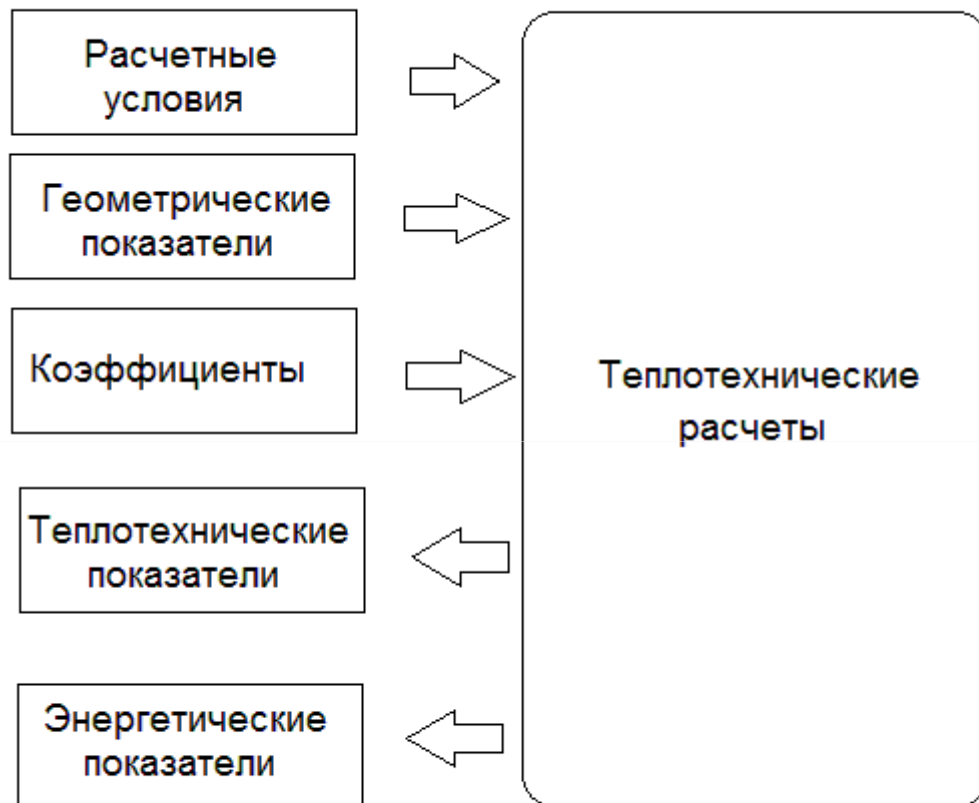 Расчетные
условия
Геометрические
показатели
Коэффициенты
Теплотехнические
расчеты
Теплотехнические
показатели
Энергетические
показатели